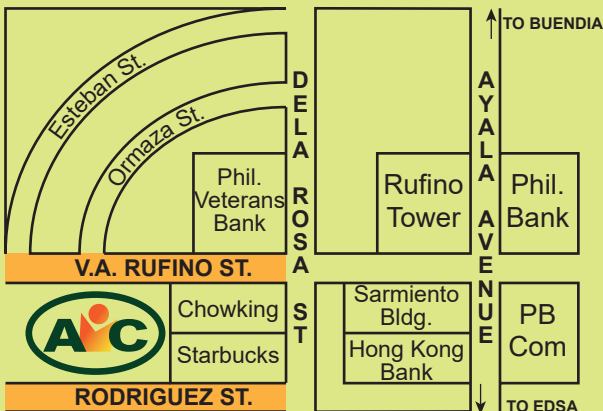 TO BUENDIA
Esteban St.
Ormaza St.
DELA ROSA ST
AYALA AVENUE
Phil.
Veterans
Bank
Rufino
Tower
Phil.
Bank
V.A. RUFINO ST.
AYC
Chowking
Starbucks
Sarmiento
Bldg.
Hong Kong
Bank
PB
Com
RODRIGUEZ ST.
TO EDSA